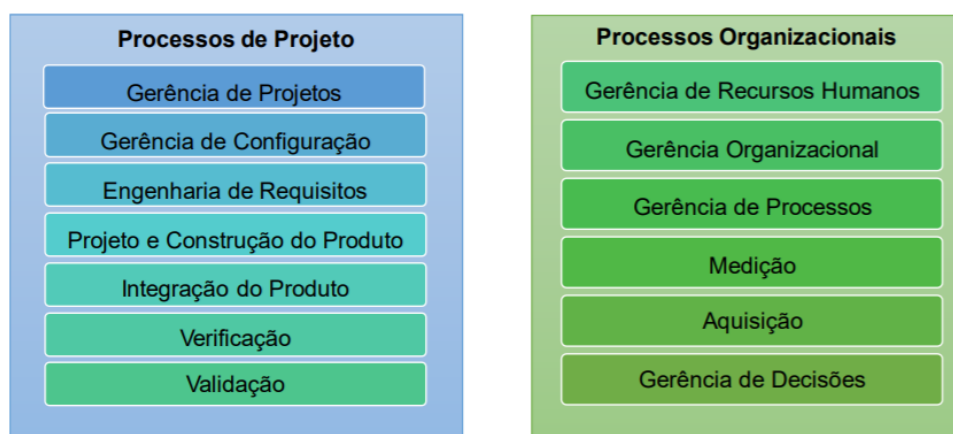 Processos de Projeto
Gerência de Projetos
Gerência de Configuração
Engenharia de Requisitos
Projeto e Construção do Produto
Integração do Produto
Verificação
Validação
Processos Organizacionais
Gerência de Recursos Humanos
Gerência Organizacional
Gerência de Processos
Medição
Aquisição
Gerência de Decisões